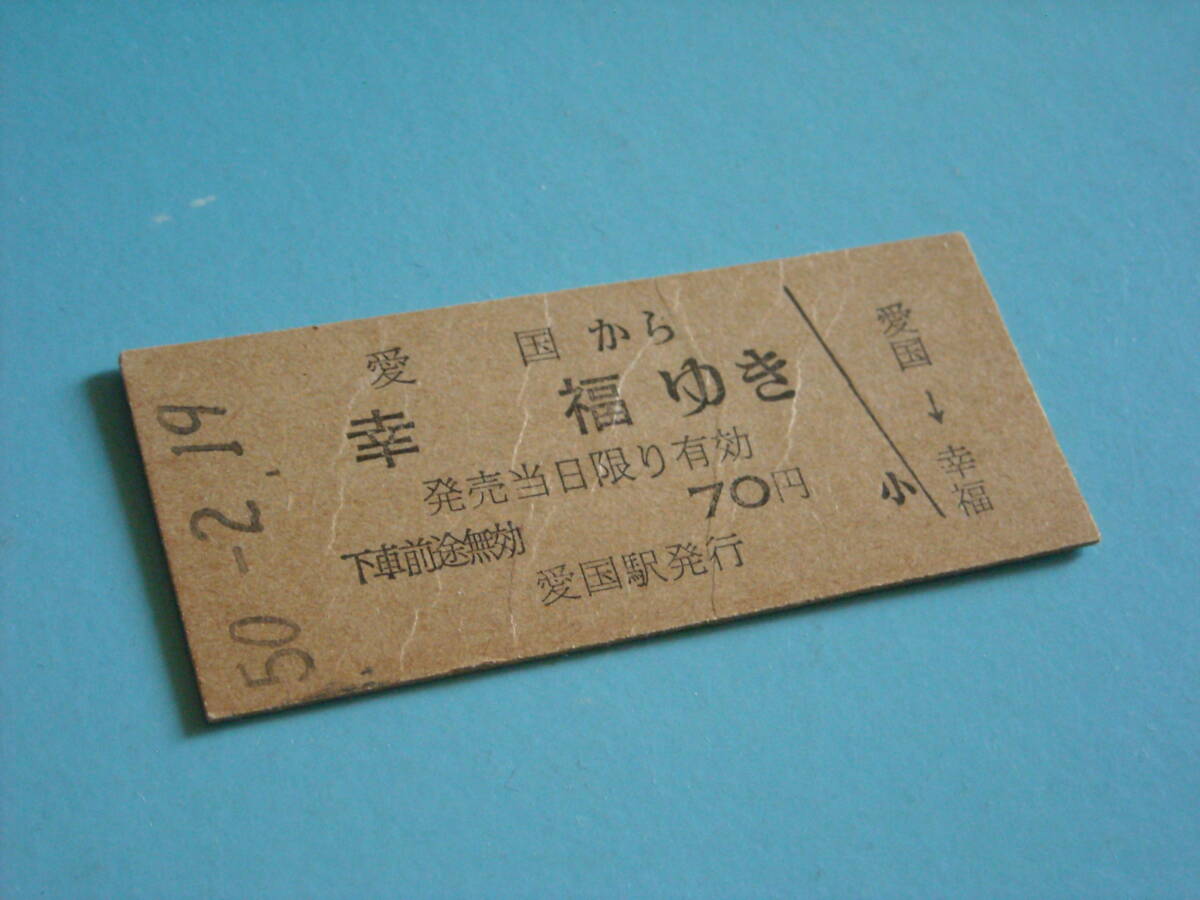 愛国から
幸福ゆき
発売当日限り有効
70円
下車前途無効
愛国駅発行
愛国→幸福
小
50-2.19